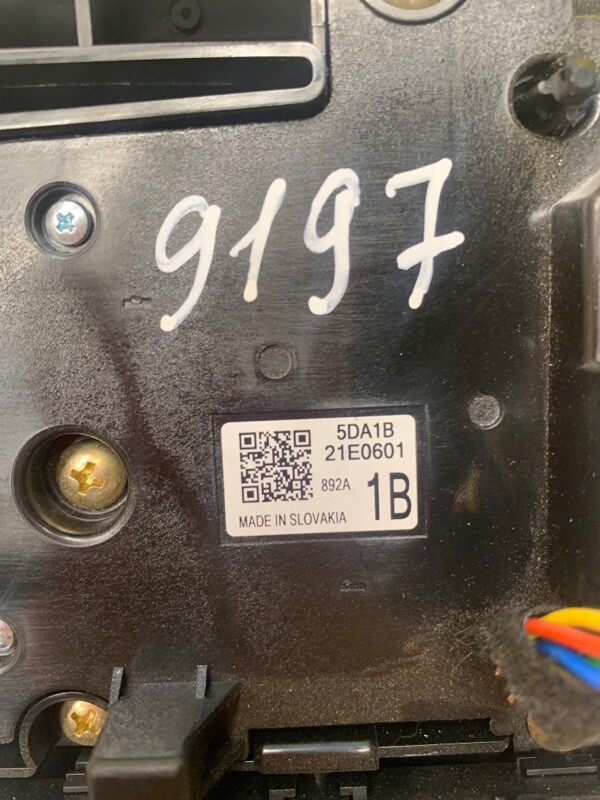 9197
5DA1B
21E0601
892A
1B
MADE IN SLOVAKIA